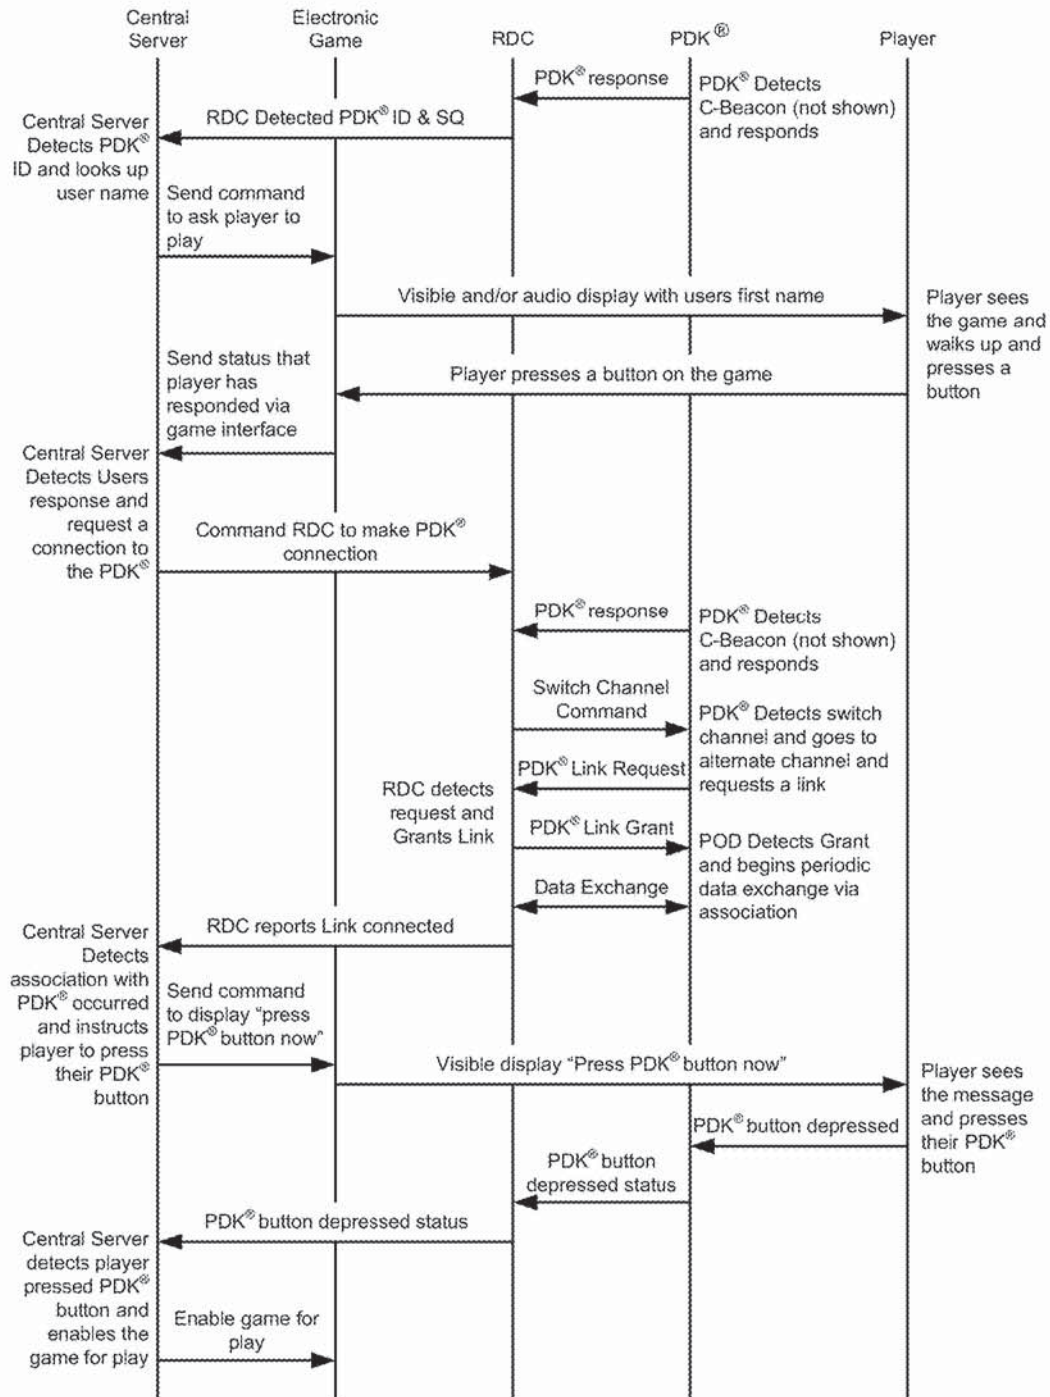 Central
Server
Electronic
Game
RDC
PDK®
Player
PDK® response
PDK® Detects
C-Beacon (not shown)
and responds
RDC Detected PDK® ID & SQ
Central Server
Detects PDK®
ID and looks up
user name
Send command
to ask player to
play
Visible and/or audio display with users first name
Player sees
the game and
walks up and
presses a
button
Send status that
player has
responded via
game interface
Player presses a button on the game
Central Server
Detects Users
response and
request a
connection to
the PDK®
Command RDC to make PDK®
connection
PDK® response
PDK® Detects
C-Beacon (not shown)
and responds
Switch Channel
Command
PDK® Detects switch
channel and goes to
alternate channel and
requests a link
PDK® Link Request
RDC detects
request and
Grants Link
PDK® Link Grant
POD Detects Grant
and begins periodic
data exchange via
association
Data Exchange
RDC reports Link connected
Central Server
Detects
association with
PDK® occurred
and instructs
player to press
their PDK®
button
Send command
to display "press
PDK® button now"
Visible display "Press PDK® button now"
Player sees
the message
and presses
their PDK®
button
PDK® button depressed
PDK® button
depressed status
PDK® button depressed status
Central Server
detects player
pressed PDK®
button and
enables the
game for play
Enable game for
play